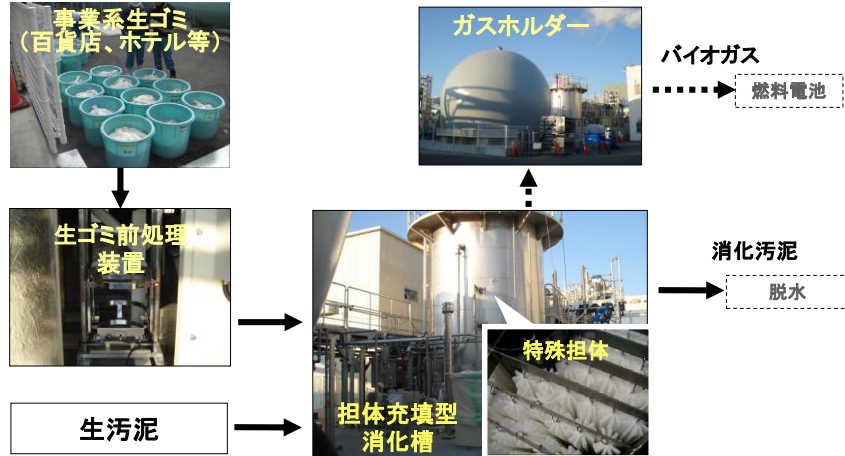 事業系生ゴミ
（百貨店、ホテル等）
ガスホルダー
バイオガス
燃料電池
生ゴミ前処理
装置
消化汚泥
脱水
特殊担体
担体充填型
消化槽
生汚泥